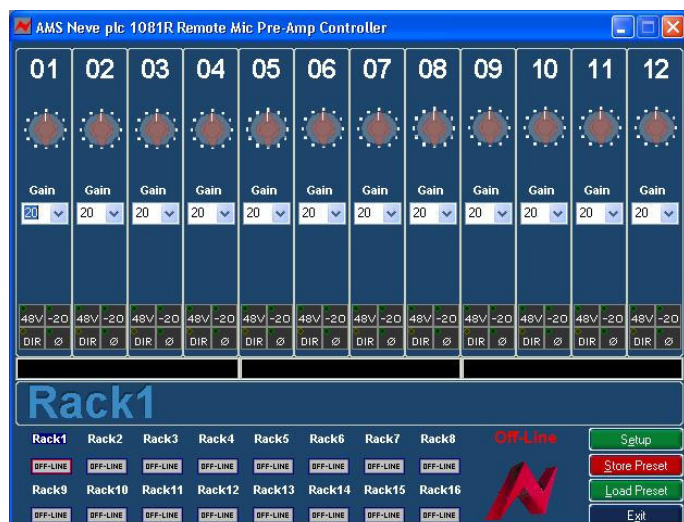 AMS Neve plc 1081R Remote Mic Pre-Amp Controller
01 02 03 04 05 06 07 08 09 10 11 12
Gain Gain Gain Gain Gain Gain Gain Gain Gain Gain Gain Gain
20 20 20 20 20 20 20 20 20 20 20 20
48V -20 48V -20 48V -20 48V -20 48V -20 48V -20 48V -20 48V -20 48V -20 48V -20 48V -20 48V -20
DIR Ø DIR Ø DIR Ø DIR Ø DIR Ø DIR Ø DIR Ø DIR Ø DIR Ø DIR Ø DIR Ø DIR Ø
Rack1
Rack1 Rack2 Rack3 Rack4 Rack5 Rack6 Rack7 Rack8 Off-Line Setup
OFF-LINE OFF-LINE OFF-LINE OFF-LINE OFF-LINE OFF-LINE OFF-LINE OFF-LINE Store Preset
Rack9 Rack10 Rack11 Rack12 Rack13 Rack14 Rack15 Rack16 Load Preset
OFF-LINE OFF-LINE OFF-LINE OFF-LINE OFF-LINE OFF-LINE OFF-LINE OFF-LINE Exit